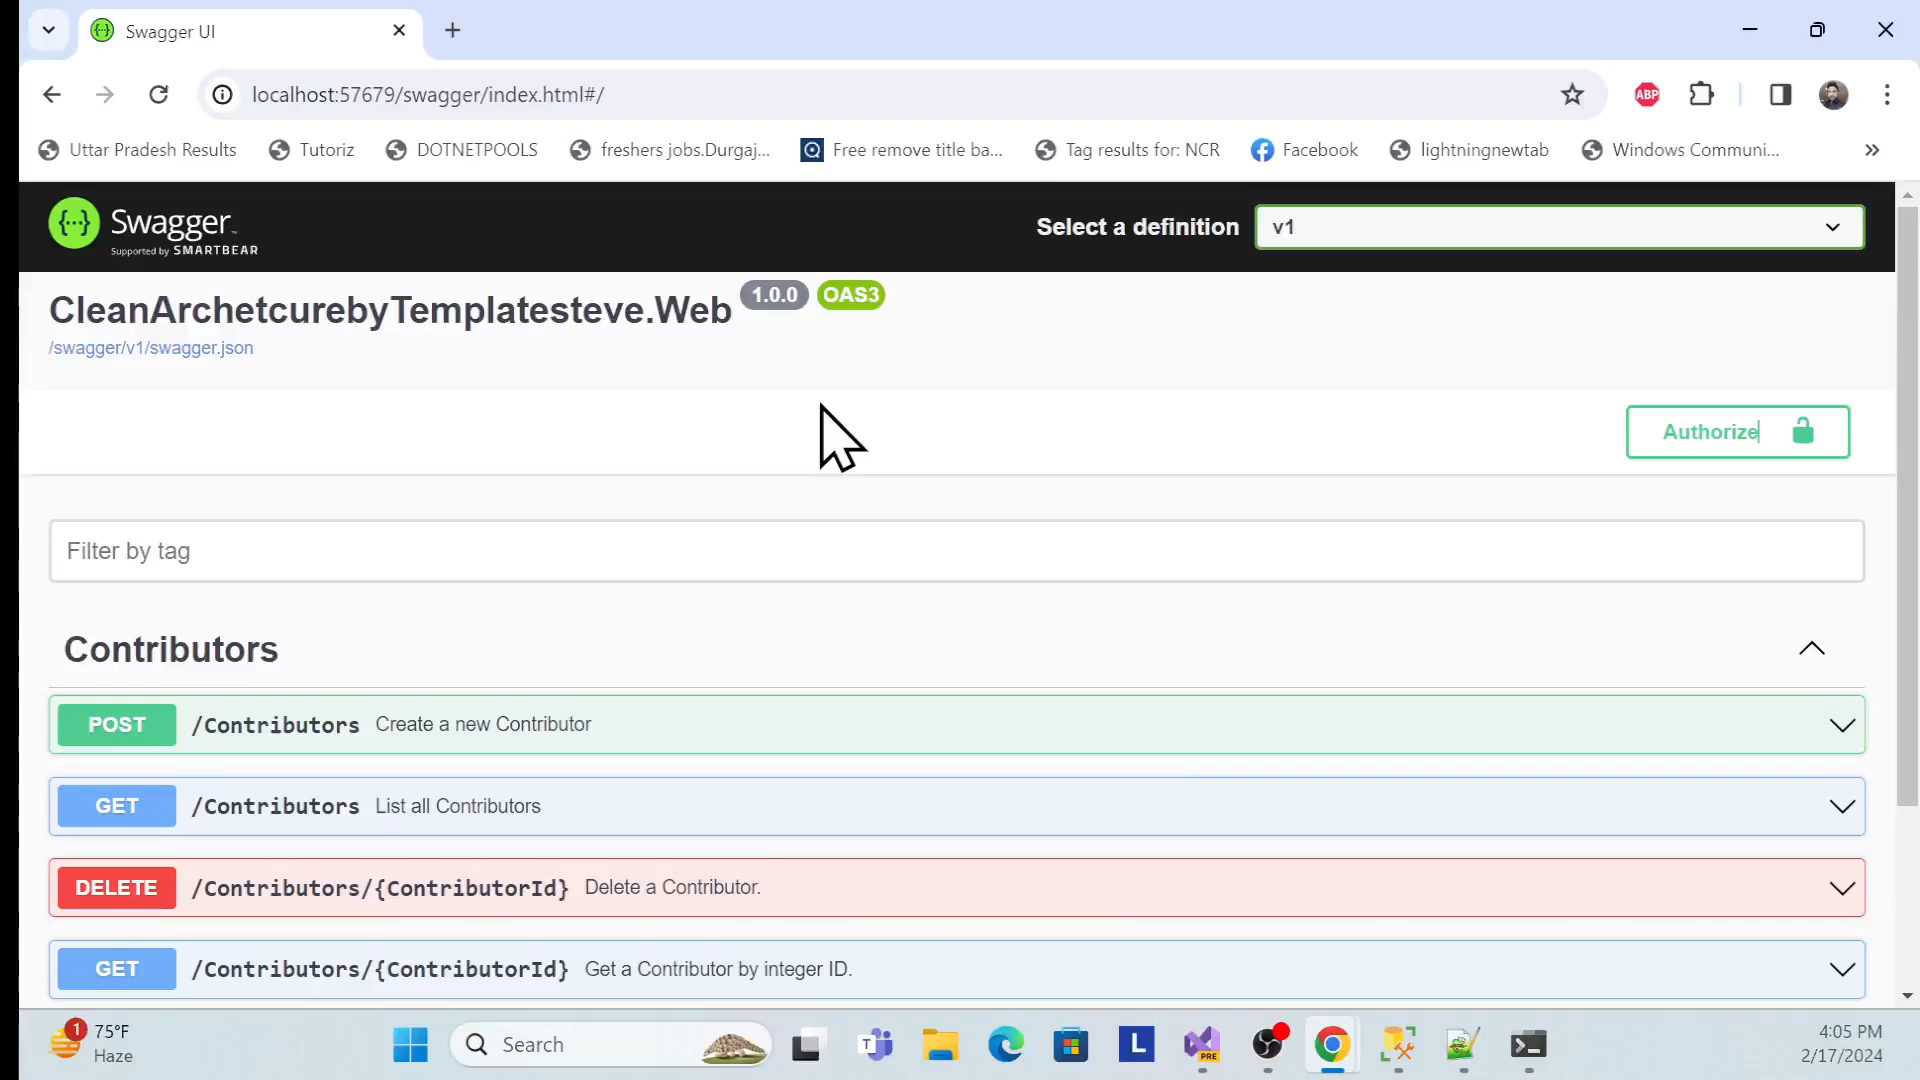 Swagger UI
localhost:57679/swagger/index.html#/
ABP
Uttar Pradesh Results
Tutoriz
DOTNETPOOLS
freshers jobs.Durgaj...
Free remove title ba...
Tag results for: NCR
Facebook
lightningnewtab
Windows Communi...
Swagger
Supported by SMARTBEAR
Select a definition
v1
CleanArchetcurebyTemplatesteve.Web 1.0.0 OAS3
/swagger/v1/swagger.json
Authorize
Filter by tag
Contributors
POST /Contributors Create a new Contributor
GET /Contributors List all Contributors
DELETE /Contributors/{ContributorId} Delete a Contributor.
GET /Contributors/{ContributorId} Get a Contributor by integer ID.
1
75°F
Haze
Search
T
L
PRE
4:05 PM
2/17/2024